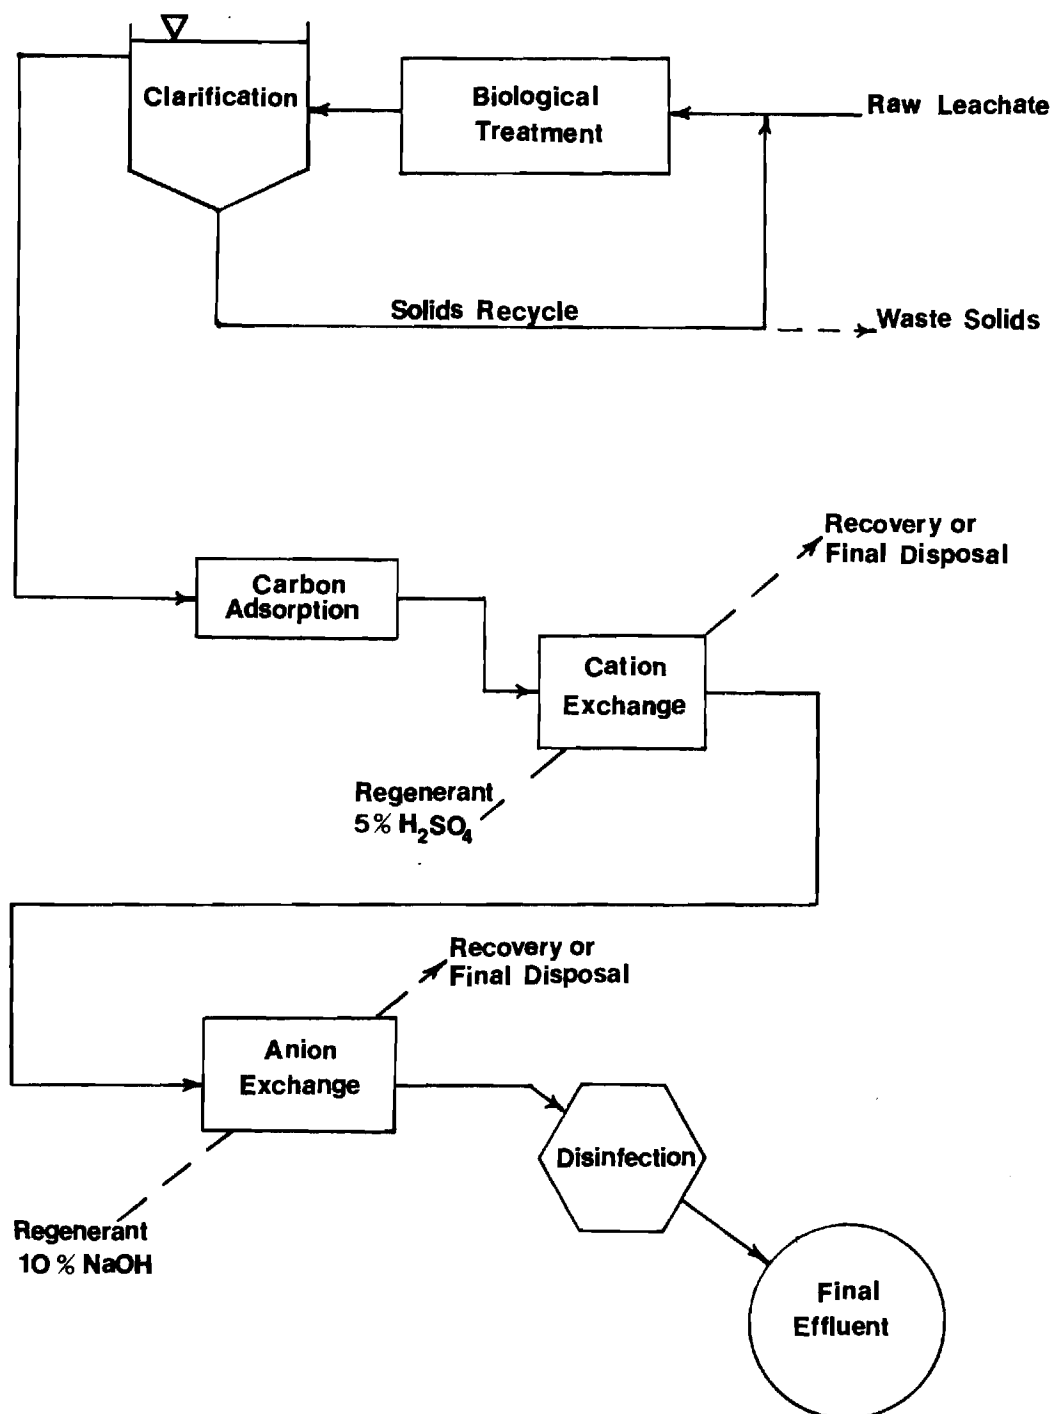 Clarification
Biological
Treatment
Raw Leachate
Solids Recycle
Waste Solids
Recovery or
Final Disposal
Carbon
Adsorption
Cation
Exchange
Regenerant
5% H₂SO₄
Recovery or
Final Disposal
Anion
Exchange
Disinfection
Regenerant
10% NaOH
Final
Effluent